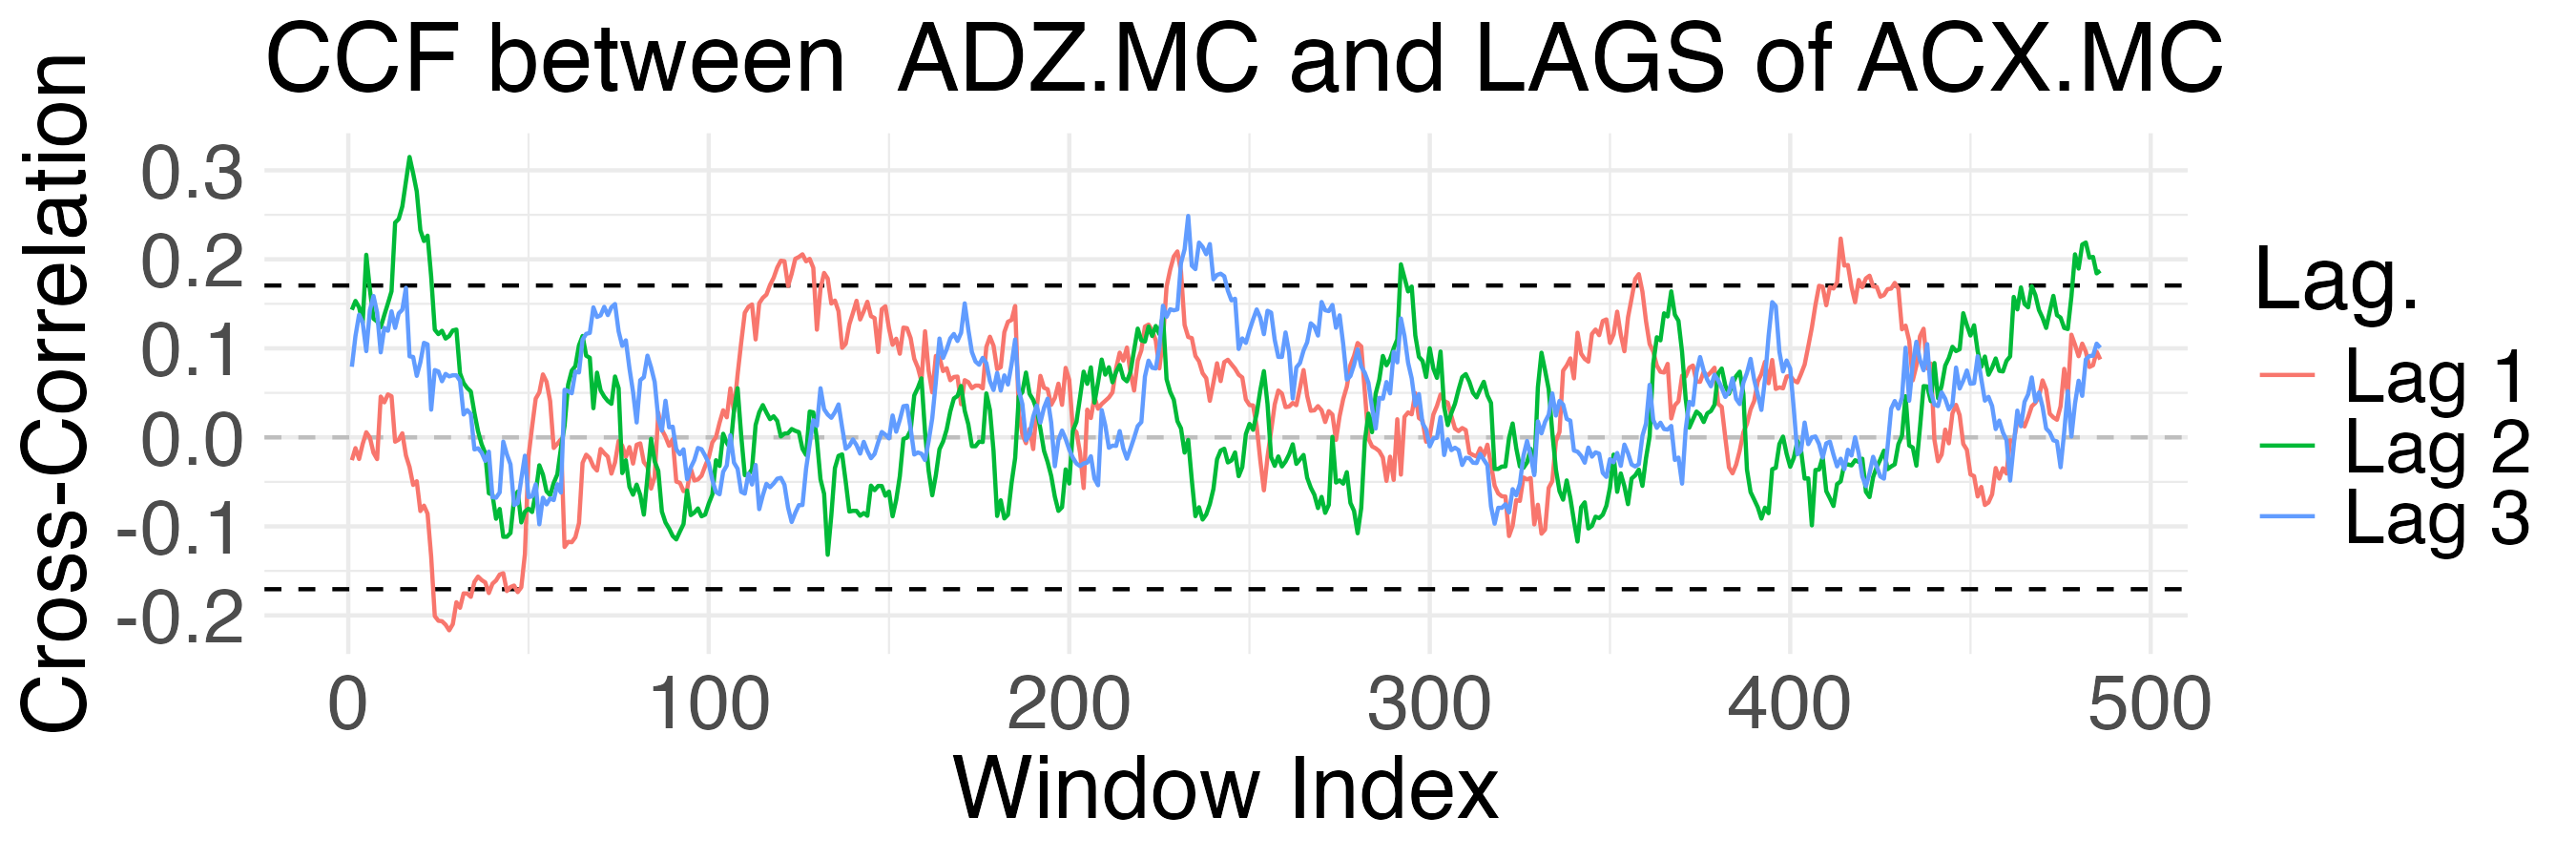 CCF between  ADZ.MC and LAGS of ACX.MC
Cross-Correlation
0.3
0.2
0.1
0.0
-0.1
-0.2
0 100 200 300 400 500
Window Index
Lag.
Lag 1
Lag 2
Lag 3